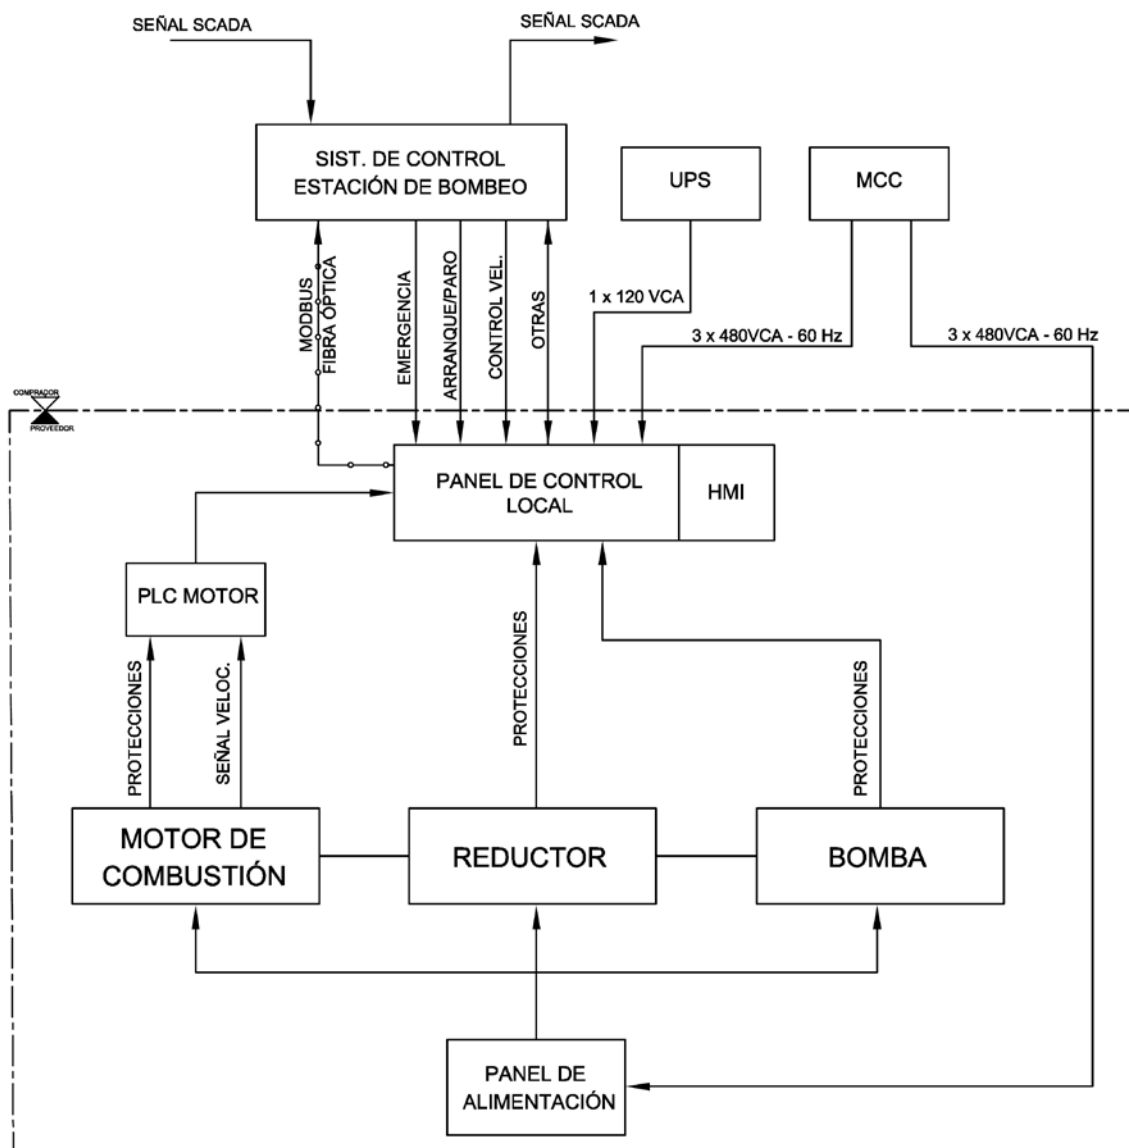 SEÑAL SCADA
SEÑAL SCADA
SIST. DE CONTROL
ESTACIÓN DE BOMBEO
UPS
MCC
MODBUS
FIBRA ÓPTICA
EMERGENCIA
ARRANQUE/PARO
CONTROL VEL.
OTRAS
1 x 120 VCA
3 x 480VCA - 60 Hz
3 x 480VCA - 60 Hz
COMPRADOR
PROVEEDOR
PANEL DE CONTROL
LOCAL
HMI
PLC MOTOR
PROTECCIONES
SEÑAL VELOC.
PROTECCIONES
PROTECCIONES
MOTOR DE
COMBUSTIÓN
REDUCTOR
BOMBA
PANEL DE
ALIMENTACIÓN